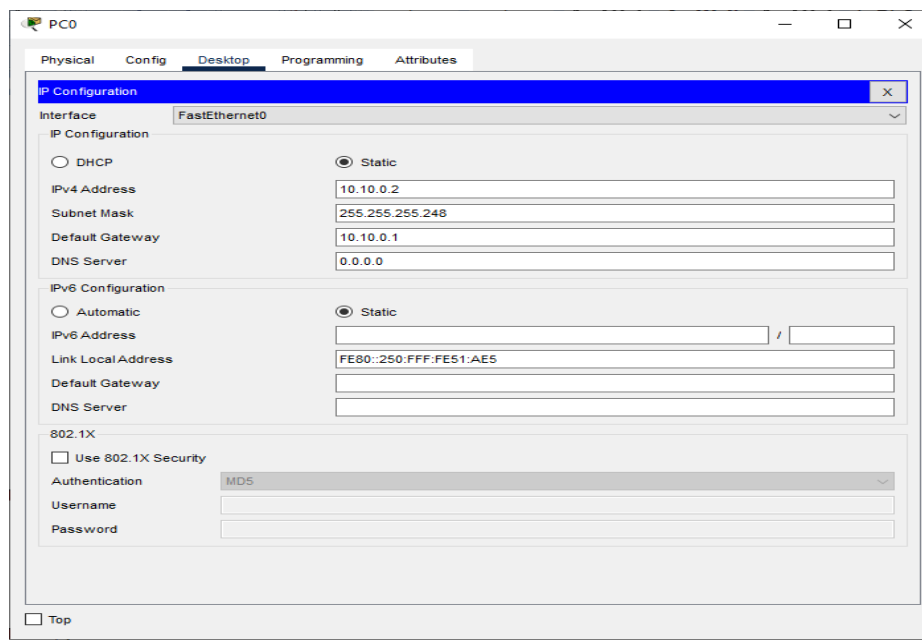 PC0
Physical Config Desktop Programming Attributes
IP Configuration X
Interface FastEthernet0
IP Configuration
DHCP Static
IPv4 Address 10.10.0.2
Subnet Mask 255.255.255.248
Default Gateway 10.10.0.1
DNS Server 0.0.0.0
IPv6 Configuration
Automatic Static
IPv6 Address /
Link Local Address FE80::250:FFF:FE51:AE5
Default Gateway
DNS Server
802.1X
Use 802.1X Security
Authentication MD5
Username
Password
Top